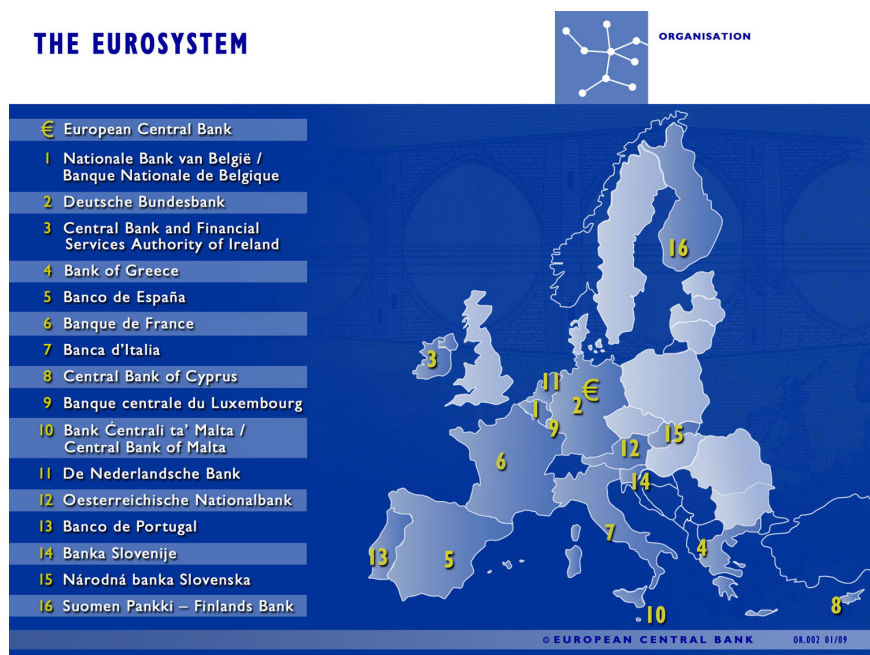 THE EUROSYSTEM
ORGANISATION
€ European Central Bank
1 Nationale Bank van België /
Banque Nationale de Belgique
2 Deutsche Bundesbank
3 Central Bank and Financial
Services Authority of Ireland
4 Bank of Greece
5 Banco de España
6 Banque de France
7 Banca d'Italia
8 Central Bank of Cyprus
9 Banque centrale du Luxembourg
10 Bank Ċentrali ta' Malta /
Central Bank of Malta
11 De Nederlandsche Bank
12 Oesterreichische Nationalbank
13 Banco de Portugal
14 Banka Slovenije
15 Národná banka Slovenska
16 Suomen Pankki – Finlands Bank
16
3
11
€
1
2
9
15
12
6
14
7
4
13
5
8
10
© EUROPEAN CENTRAL BANK
OR.002 01/09